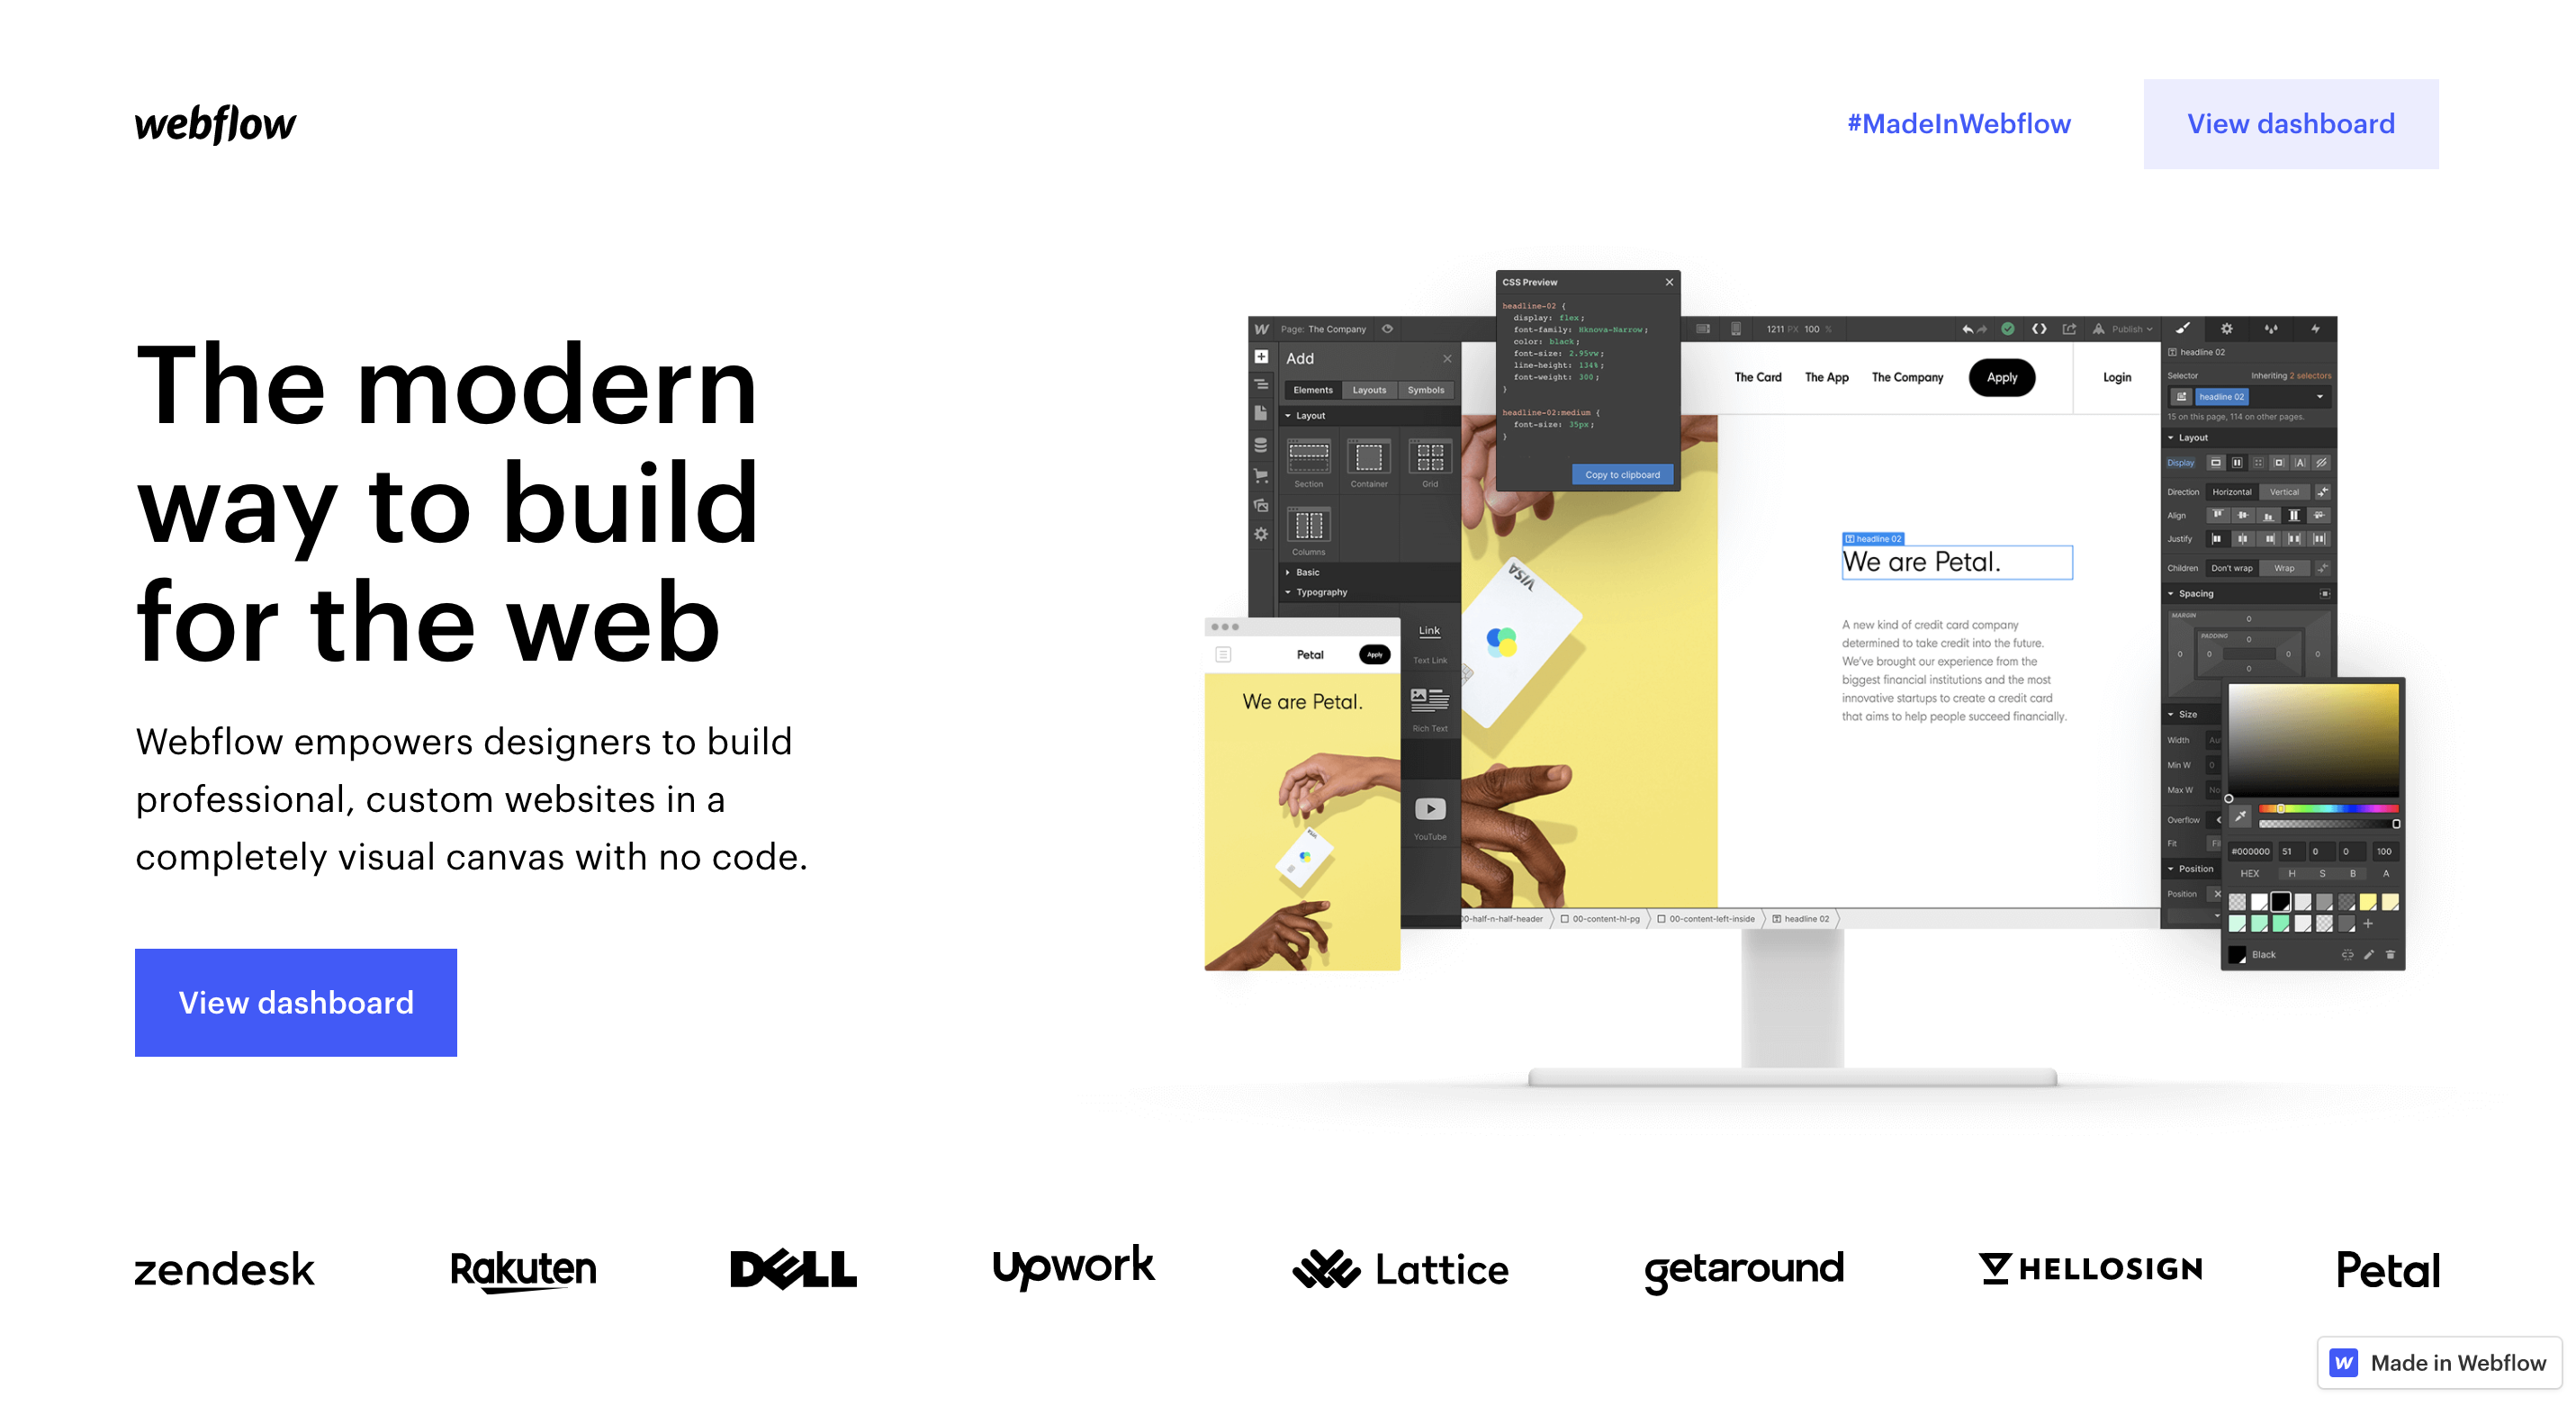 webflow
#MadeInWebflow
View dashboard
The modern
way to build
for the web
Webflow empowers designers to build
professional, custom websites in a
completely visual canvas with no code.
View dashboard
CSS Preview
headline-02 {
display: flex;
font-family: Hknova-Narrow;
color: black;
font-size: 2.95vw;
line-height: 134%;
font-weight: 300;
}
headline-02:medium {
font-size: 35px;
}
Copy to clipboard
Page: The Company
1211 PX 100 %
Publish
Add
Elements Layouts Symbols
Layout
Section Container Grid
Columns
Basic
Typography
Link
Text Link
Rich Text
YouTube
The Card The App The Company Apply Login
VISA
headline 02
We are Petal.
A new kind of credit card company
determined to take credit into the future.
We've brought our experience from the
biggest financial institutions and the most
innovative startups to create a credit card
that aims to help people succeed financially.
00-half-n-half-header 00-content-hl-pg 00-content-left-inside headline 02
Petal Apply
We are Petal.
headline 02
Selector Inheriting 2 selectors
headline 02
15 on this page, 114 on other pages.
Layout
Display
Direction Horizontal Vertical
Align
Justify
Children Don't wrap Wrap
Spacing
MARGIN
0
PADDING
0
0 0 0 0
0
Size
Width
Min W 0
Max W
Overflow
Fit
Position
Position
#000000 51 0 0 100
HEX H S B A
Black
zendesk
Rakuten
DELL
Upwork
Lattice
getaround
HELLOSIGN
Petal
Made in Webflow